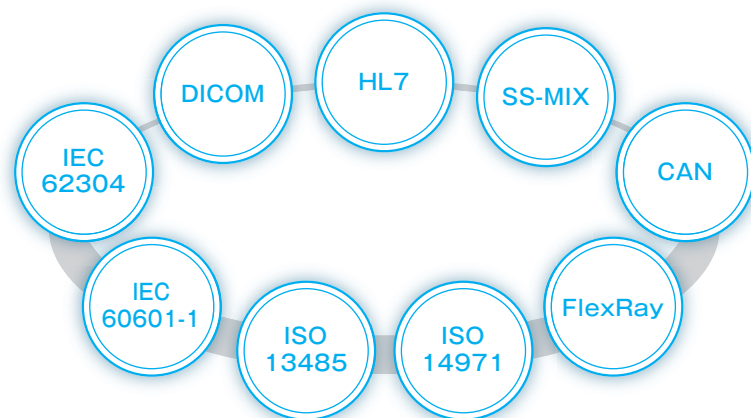 HL7
DICOM
SS-MIX
IEC
62304
CAN
IEC
60601-1
FlexRay
ISO
13485
ISO
14971